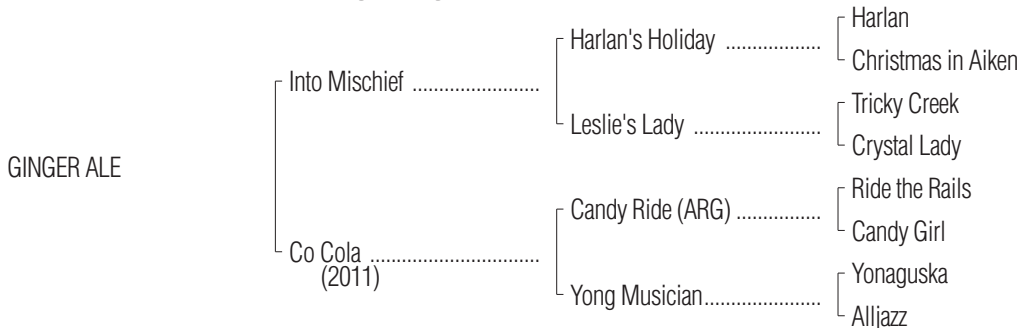 Harlan
Harlan's Holiday ....................
Christmas in Aiken
Into Mischief ........................
Tricky Creek
Leslie's Lady ...........................
Crystal Lady
GINGER ALE
Ride the Rails
Candy Ride (ARG) ..................
Candy Girl
Co Cola ................................
(2011)
Yonaguska
Yong Musician.........................
Alljazz